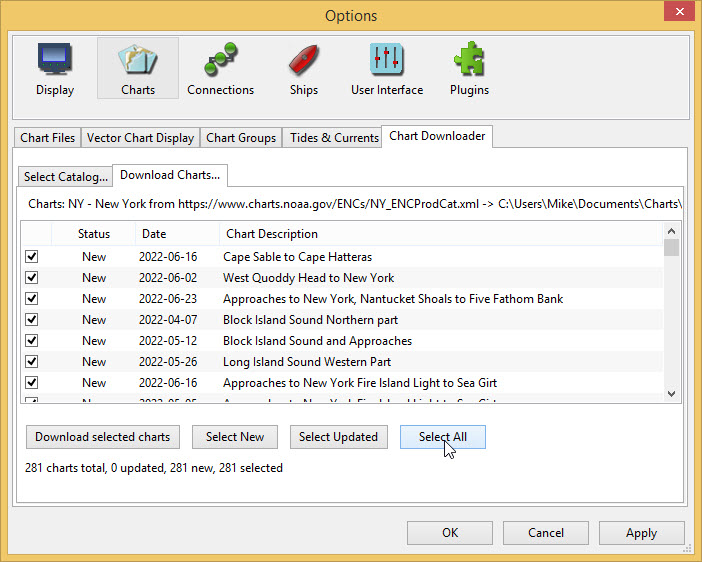 Options
Display Charts Connections Ships User Interface Plugins
Chart Files Vector Chart Display Chart Groups Tides & Currents Chart Downloader
Select Catalog... Download Charts...
Charts: NY - New York from https://www.charts.noaa.gov/ENCs/NY_ENCProdCat.xml -> C:\Users\Mike\Documents\Charts\
Status Date Chart Description
New 2022-06-16 Cape Sable to Cape Hatteras
New 2022-06-02 West Quoddy Head to New York
New 2022-06-23 Approaches to New York, Nantucket Shoals to Five Fathom Bank
New 2022-04-07 Block Island Sound Northern part
New 2022-05-12 Block Island Sound and Approaches
New 2022-05-26 Long Island Sound Western Part
New 2022-06-16 Approaches to New York Fire Island Light to Sea Girt
Download selected charts Select New Select Updated Select All
281 charts total, 0 updated, 281 new, 281 selected
OK Cancel Apply